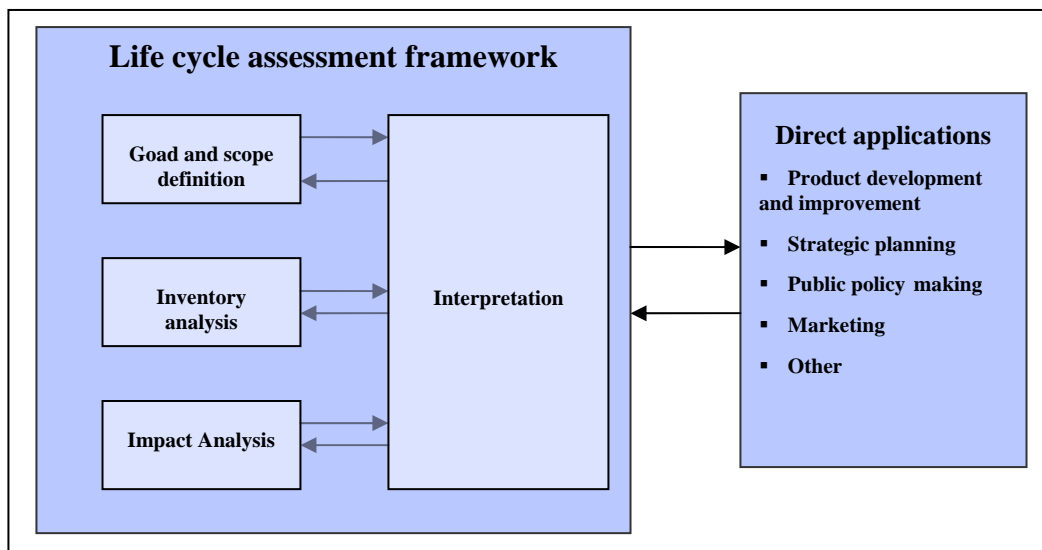 Life cycle assessment framework
Goad and scope
definition
Inventory
analysis
Impact Analysis
Interpretation
Direct applications
▪ Product development
and improvement
▪ Strategic planning
▪ Public policy making
▪ Marketing
▪ Other